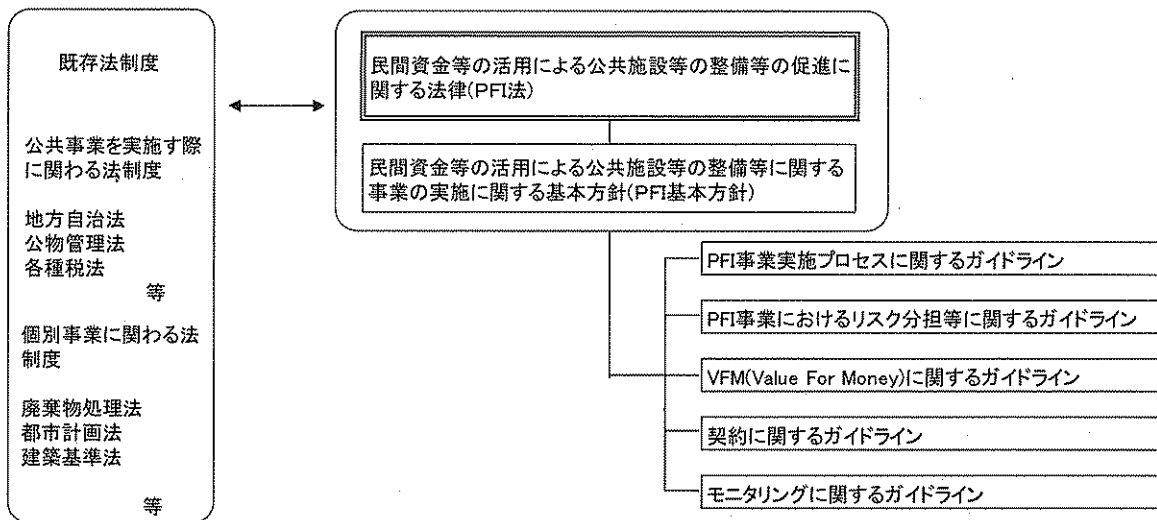 既存法制度
公共事業を実施す際
に関わる法制度
地方自治法
公物管理法
各種税法
等
個別事業に関わる法
制度
廃棄物処理法
都市計画法
建築基準法
等
民間資金等の活用による公共施設等の整備等の促進に
関する法律(PFI法)
民間資金等の活用による公共施設等の整備等に関する
事業の実施に関する基本方針(PFI基本方針)
PFI事業実施プロセスに関するガイドライン
PFI事業におけるリスク分担等に関するガイドライン
VFM(Value For Money)に関するガイドライン
契約に関するガイドライン
モニタリングに関するガイドライン